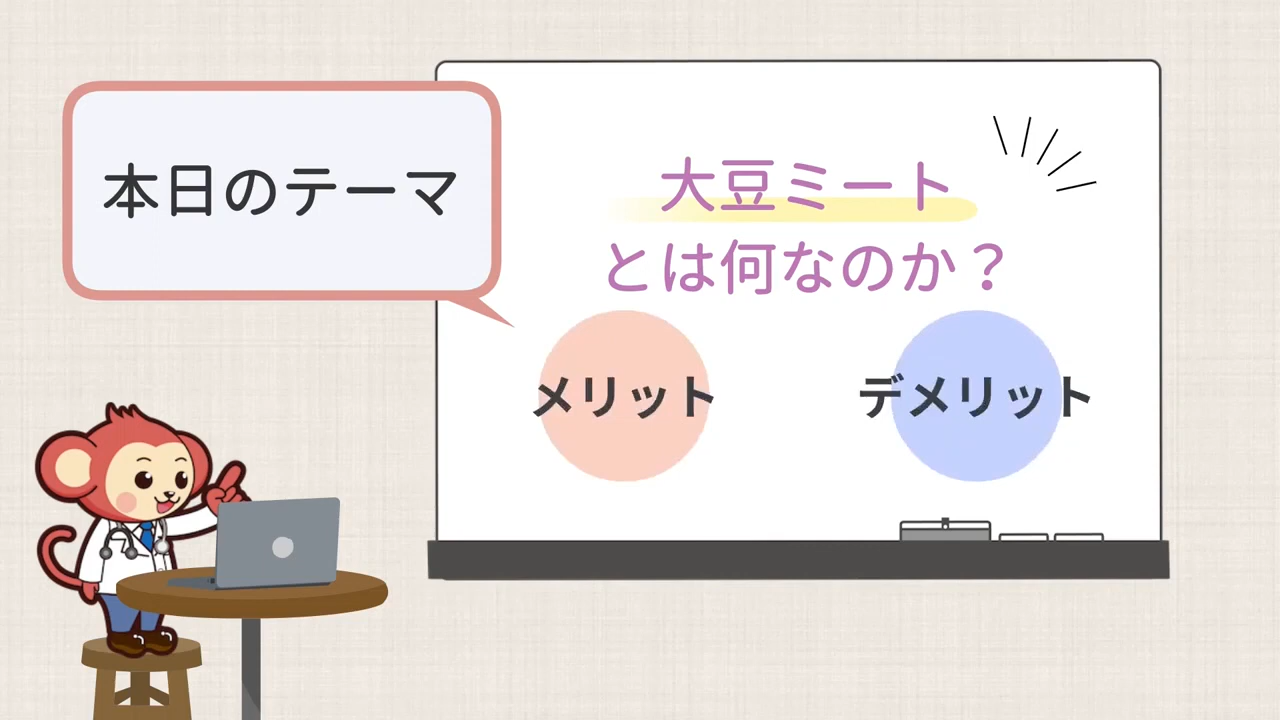 本日のテーマ
大豆ミート
とは何なのか？
メリット
デメリット